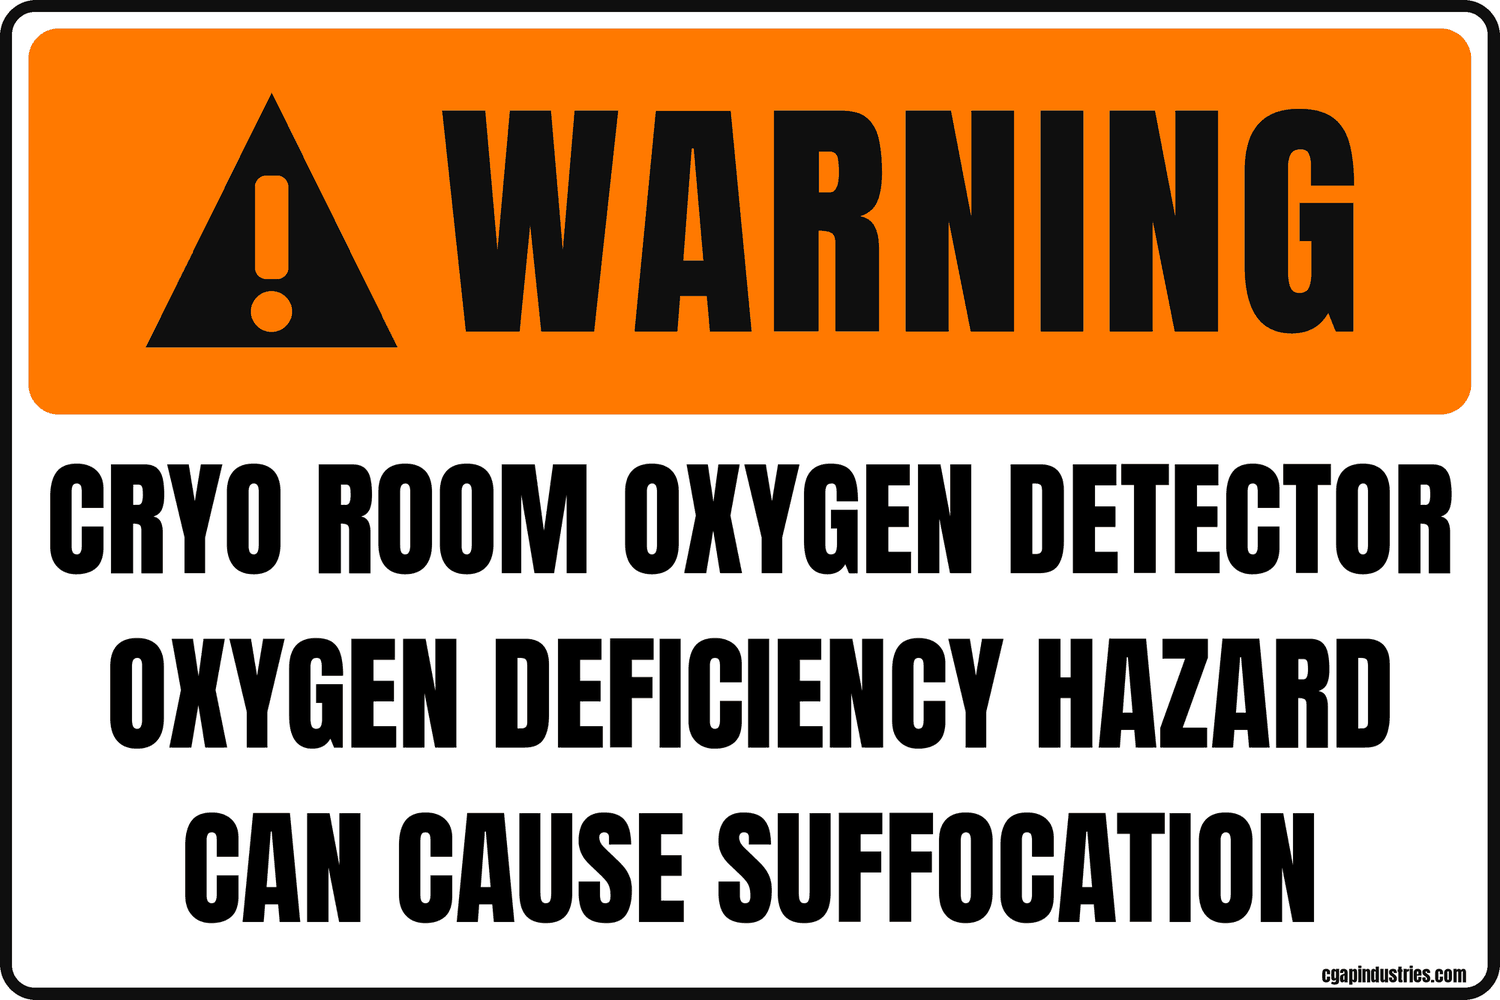 WARNING
CRYO ROOM OXYGEN DETECTOR
OXYGEN DEFICIENCY HAZARD
CAN CAUSE SUFFOCATION
cgapindustries.com